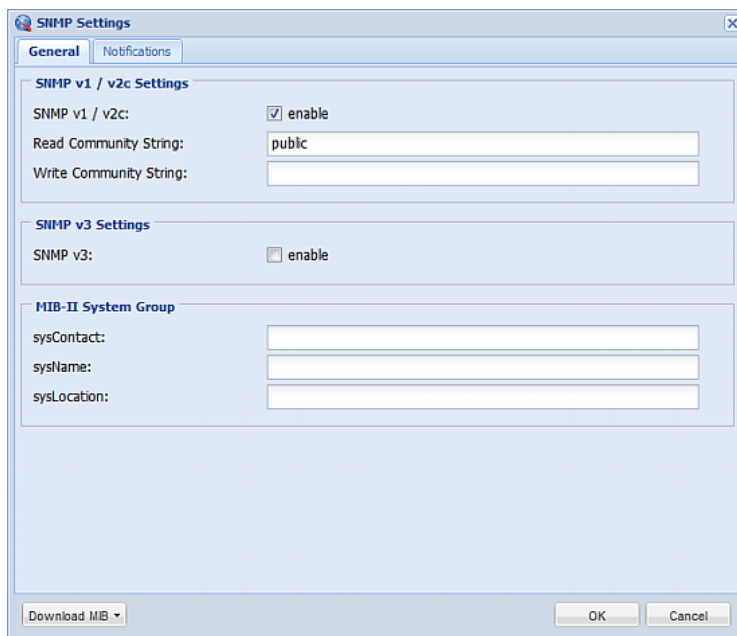 SNMP Settings
General Notifications
SNMP v1 / v2c Settings
SNMP v1 / v2c: enable
Read Community String: public
Write Community String:
SNMP v3 Settings
SNMP v3: enable
MIB-II System Group
sysContact:
sysName:
sysLocation:
Download MIB OK Cancel